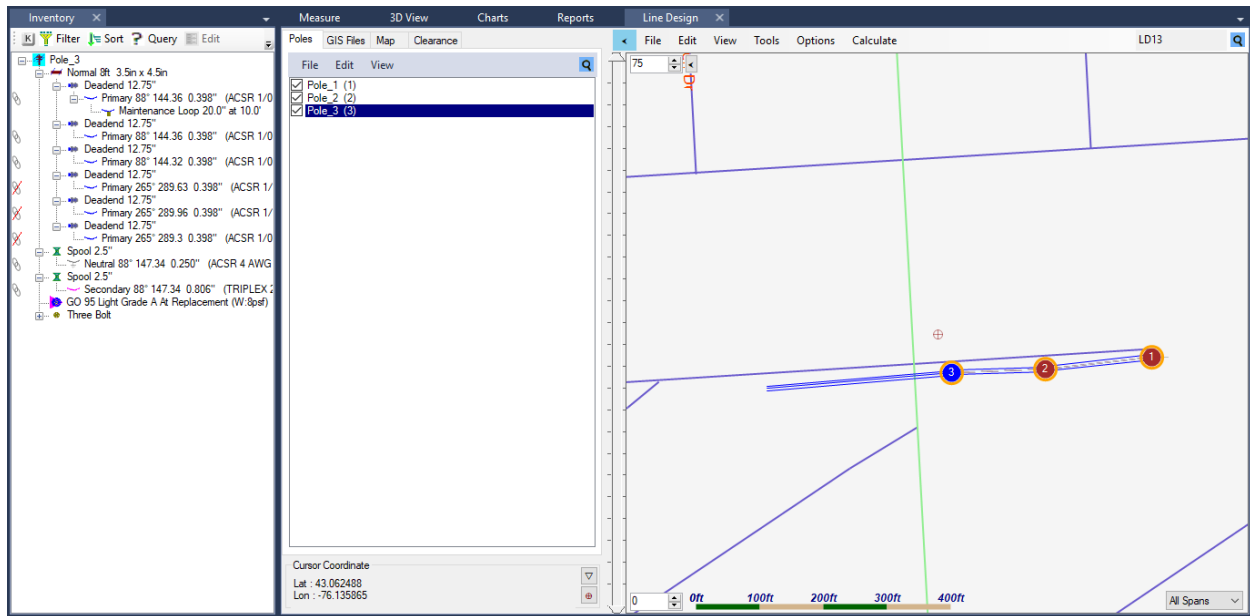 Inventory
Measure 3D View Charts Reports Line Design
K Filter Sort ? Query Edit
Pole_3
Normal 8ft 3.5in x 4.5in
Deadend 12.75"
Primary 88° 144.36 0.398" (ACSR 1/0
Maintenance Loop 20.0" at 10.0'
Deadend 12.75"
Primary 88° 144.36 0.398" (ACSR 1/0
Deadend 12.75"
Primary 88° 144.32 0.398" (ACSR 1/0
Deadend 12.75"
Primary 265° 289.63 0.398" (ACSR 1/
Deadend 12.75"
Primary 265° 289.96 0.398" (ACSR 1/
Deadend 12.75"
Primary 265° 289.3 0.398" (ACSR 1/0
Spool 2.5"
Neutral 88° 147.34 0.250" (ACSR 4 AWG
Spool 2.5"
Secondary 88° 147.34 0.806" (TRIPLEX 2
GO 95 Light Grade A At Replacement (W:8psf)
Three Bolt
Poles GIS Files Map Clearance
File Edit View
Pole_1 (1)
Pole_2 (2)
Pole_3 (3)
Cursor Coordinate
Lat : 43.062488
Lon : -76.135865
File Edit View Tools Options Calculate LD13
75
Dr
3
2
1
0
0ft 100ft 200ft 300ft 400ft
All Spans